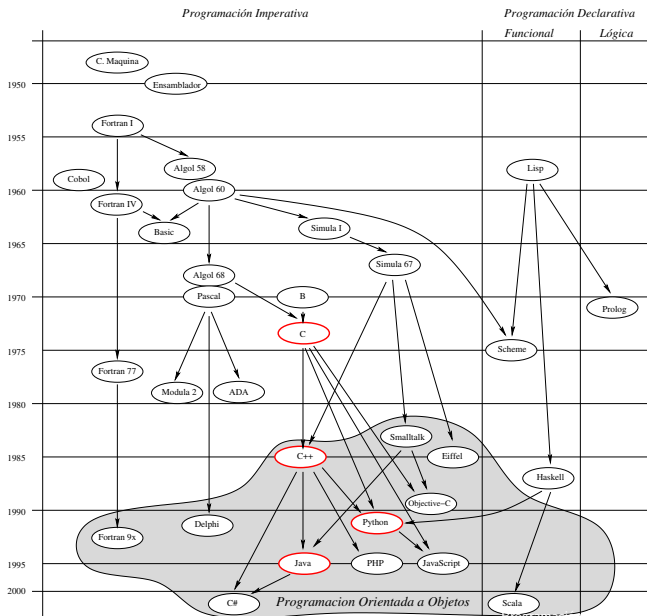 Programación Imperativa
Programación Declarativa
Funcional
Lógica
C. Maquina
1950
Ensamblador
Fortran I
1955
Algol 58
Lisp
Cobol
1960
Algol 60
Fortran IV
Basic
Simula I
1965
Simula 67
Algol 68
1970
Pascal
B
Prolog
C
1975
Scheme
Fortran 77
Modula 2
ADA
1980
Smalltalk
1985
C++
Eiffel
Haskell
Objective-C
1990
Delphi
Python
Fortran 9x
1995
Java
PHP
JavaScript
2000
C#
Programacion Orientada a Objetos
Scala